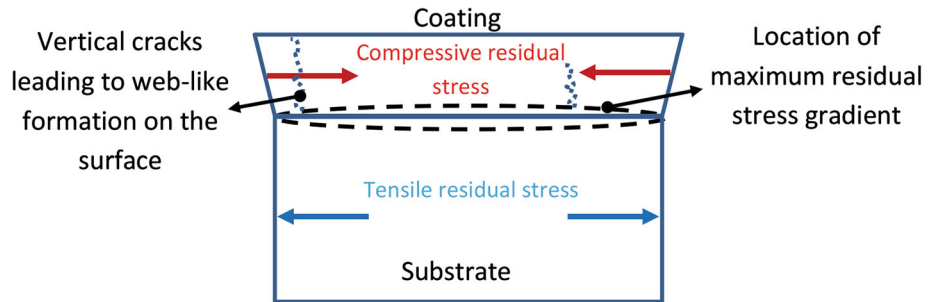 Coating
Vertical cracks
leading to web-like
formation on the
surface
Compressive residual
stress
Location of
maximum residual
stress gradient
Tensile residual stress
Substrate